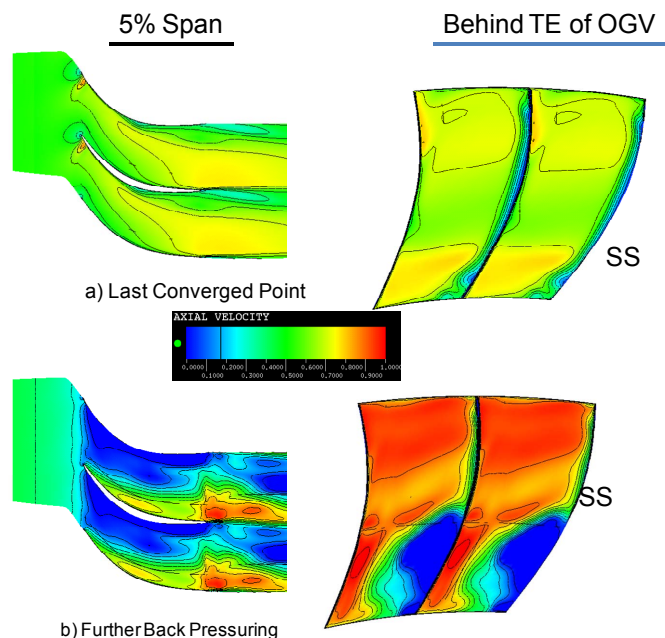 5% Span
Behind TE of OGV
SS
a) Last Converged Point
AXIAL VELOCITY
0.0000 0.2000 0.4000 0.6000 0.8000 1.0000
0.1000 0.3000 0.5000 0.7000 0.9000
SS
b) Further Back Pressuring